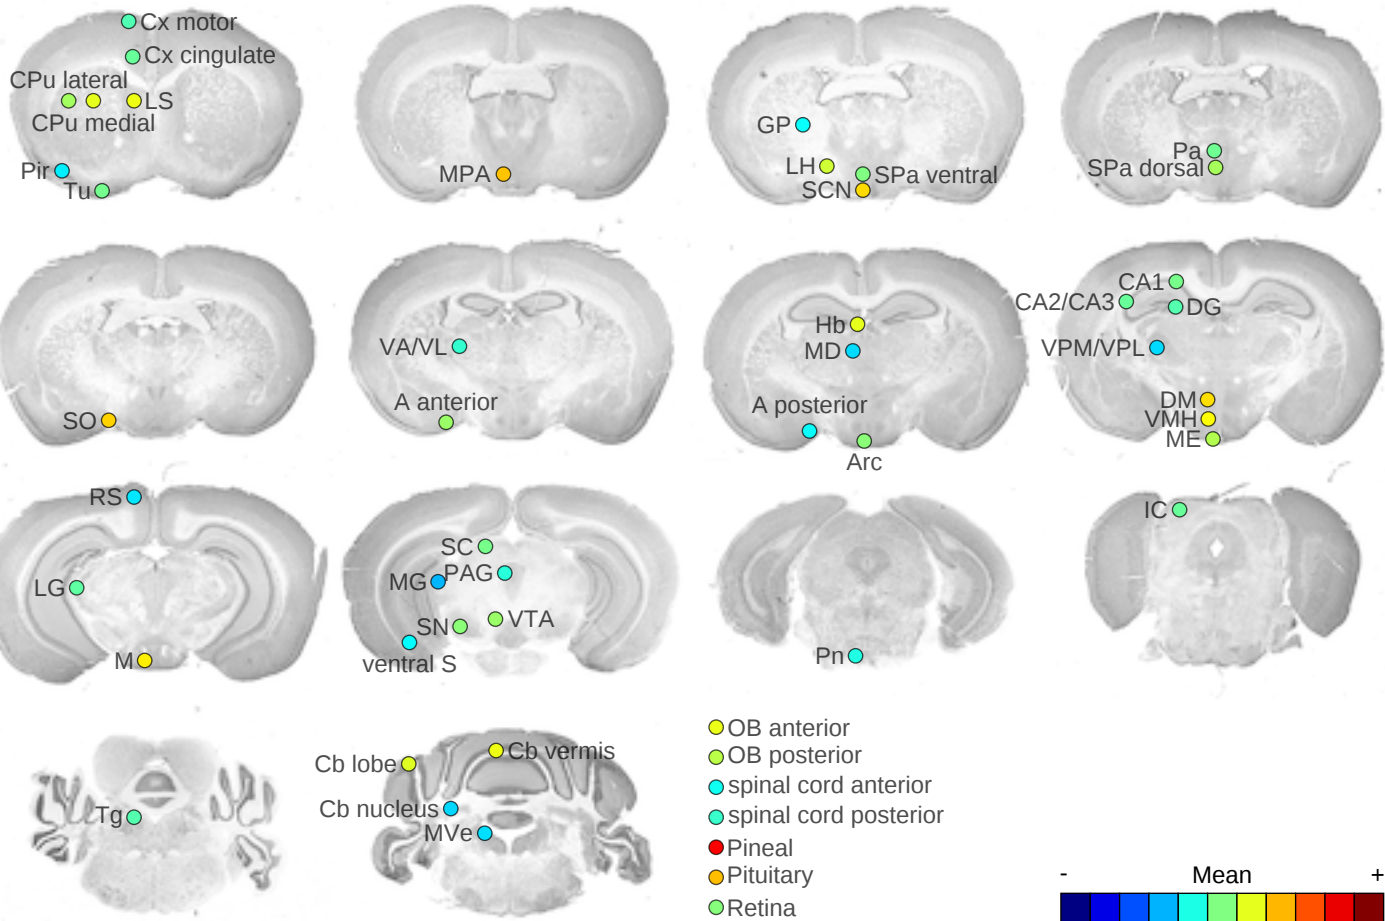 Cx motor
Cx cingulate
CPu lateral
LS
CPu medial
Pir
Tu
MPA
GP
LH
SPa ventral
SCN
Pa
SPa dorsal
SO
VA/VL
A anterior
Hb
MD
A posterior
Arc
CA1
CA2/CA3
DG
VPM/VPL
DM
VMH
ME
RS
LG
M
SC
MG
PAG
SN
VTA
ventral S
Pn
IC
Tg
Cb lobe
Cb vermis
Cb nucleus
MVe
OB anterior
OB posterior
spinal cord anterior
spinal cord posterior
Pineal
Pituitary
Retina
- Mean +